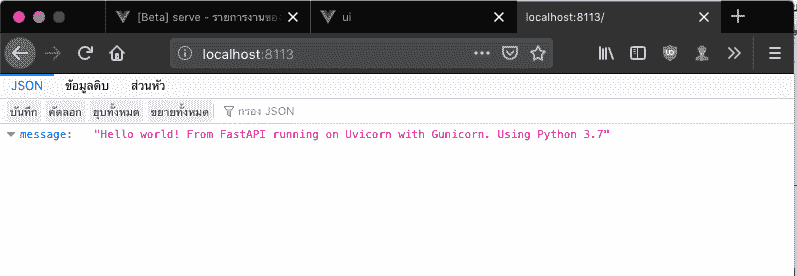 [Beta] serve - รายการงานของ
ui
localhost:8113/
localhost:8113
JSON
ข้อมูลดิบ
ส่วนหัว
บันทึก
คัดลอก
ยุบทั้งหมด
ขยายทั้งหมด
กรอง JSON
message: "Hello world! From FastAPI running on Uvicorn with Gunicorn. Using Python 3.7"